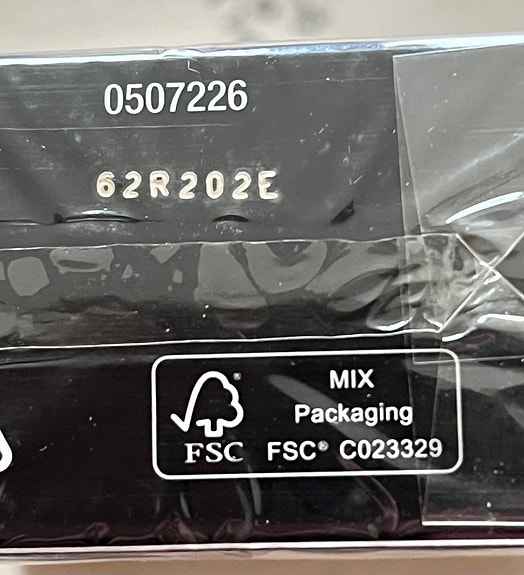 0507226
62R202E
MIX
Packaging
FSC FSC® C023329